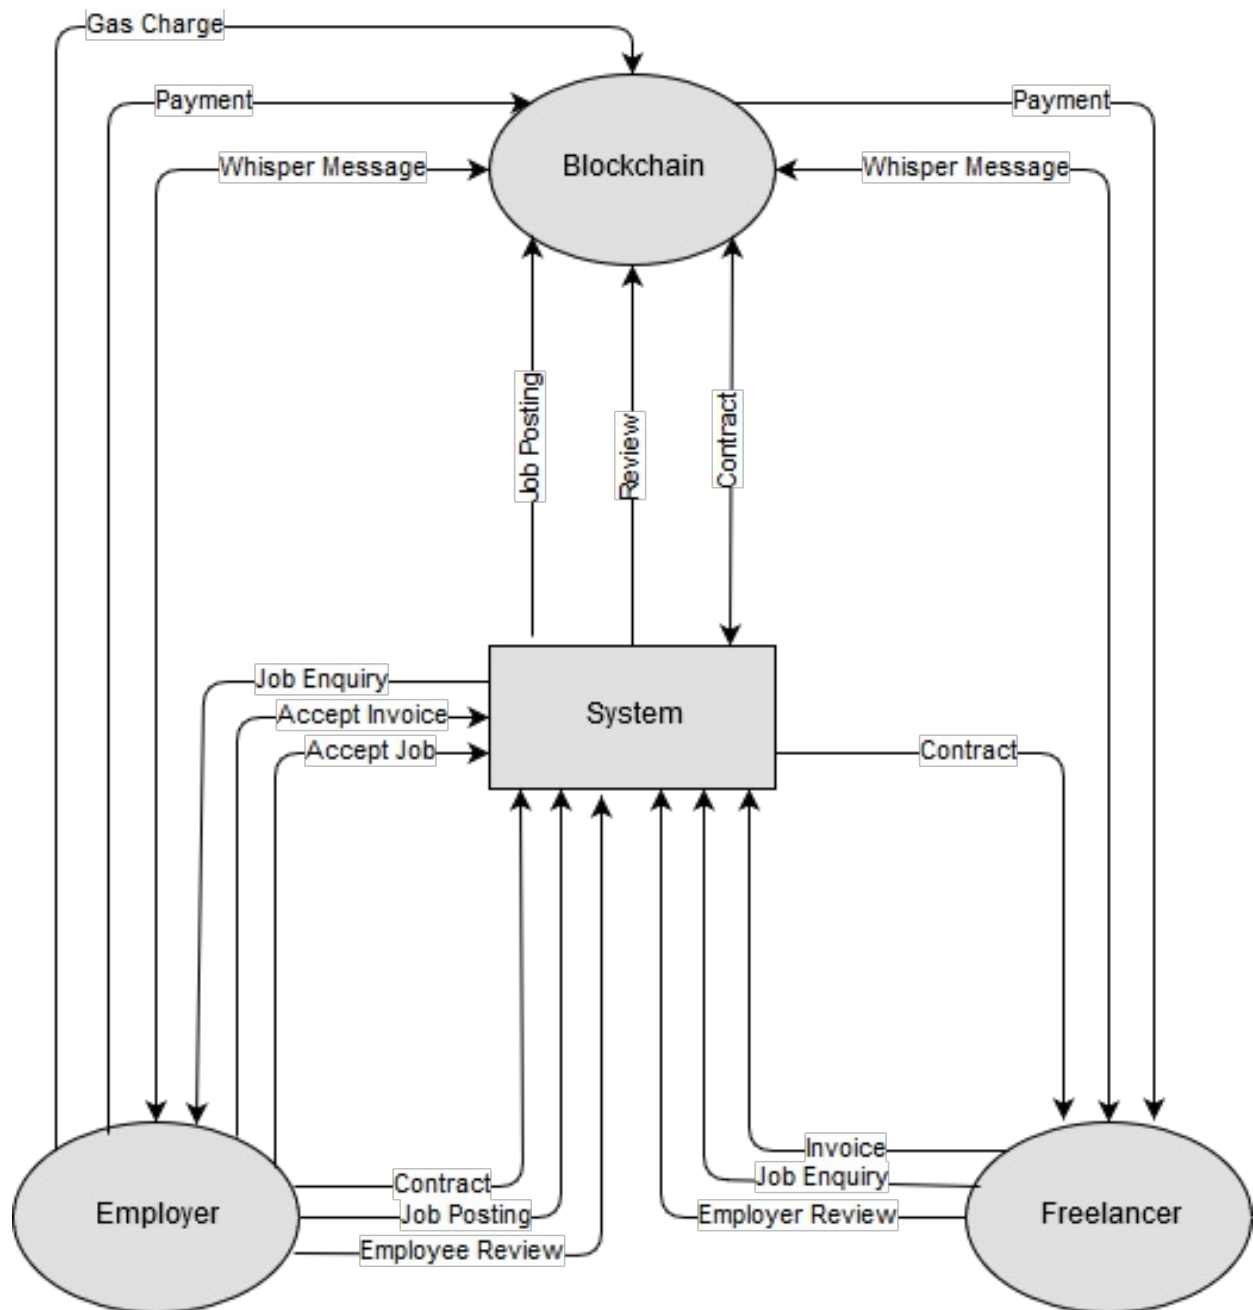 Gas Charge
Payment
Payment
Whisper Message
Blockchain
Whisper Message
Job Posting
Review
Contract
Job Enquiry
Accept Invoice
System
Accept Job
Contract
Invoice
Contract
Job Enquiry
Employer
Job Posting
Employer Review
Freelancer
Employee Review